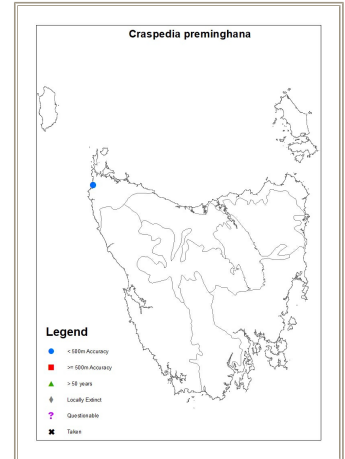 Craspedia preminghana
Legend
< 500m Accuracy
>= 500m Accuracy
> 50 years
Locally Extinct
? Questionable
Taken